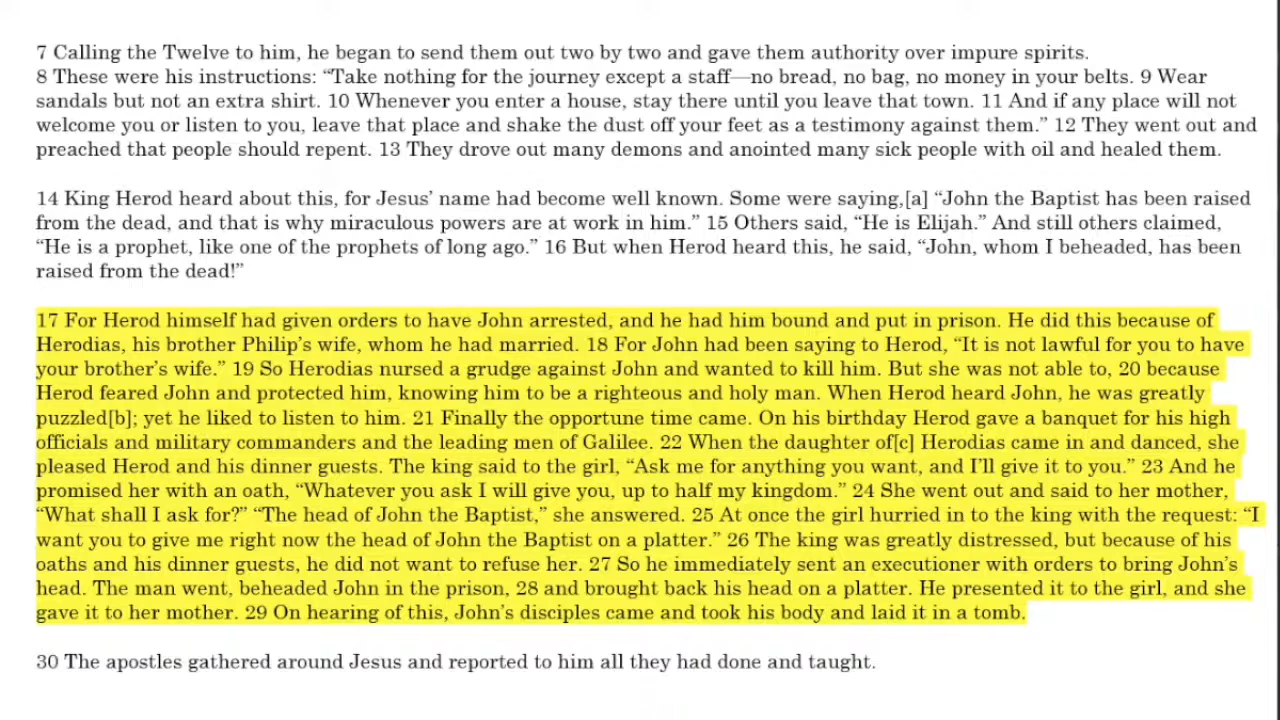 7 Calling the Twelve to him, he began to send them out two by two and gave them authority over impure spirits.
8 These were his instructions: “Take nothing for the journey except a staff—no bread, no bag, no money in your belts. 9 Wear
sandals but not an extra shirt. 10 Whenever you enter a house, stay there until you leave that town. 11 And if any place will not
welcome you or listen to you, leave that place and shake the dust off your feet as a testimony against them.” 12 They went out and
preached that people should repent. 13 They drove out many demons and anointed many sick people with oil and healed them.
14 King Herod heard about this, for Jesus’ name had become well known. Some were saying,[a] “John the Baptist has been raised
from the dead, and that is why miraculous powers are at work in him.” 15 Others said, “He is Elijah.” And still others claimed,
“He is a prophet, like one of the prophets of long ago.” 16 But when Herod heard this, he said, “John, whom I beheaded, has been
raised from the dead!”
17 For Herod himself had given orders to have John arrested, and he had him bound and put in prison. He did this because of
Herodias, his brother Philip’s wife, whom he had married. 18 For John had been saying to Herod, “It is not lawful for you to have
your brother’s wife.” 19 So Herodias nursed a grudge against John and wanted to kill him. But she was not able to, 20 because
Herod feared John and protected him, knowing him to be a righteous and holy man. When Herod heard John, he was greatly
puzzled[b]; yet he liked to listen to him. 21 Finally the opportune time came. On his birthday Herod gave a banquet for his high
officials and military commanders and the leading men of Galilee. 22 When the daughter of[c] Herodias came in and danced, she
pleased Herod and his dinner guests. The king said to the girl, “Ask me for anything you want, and I’ll give it to you.” 23 And he
promised her with an oath, “Whatever you ask I will give you, up to half my kingdom.” 24 She went out and said to her mother,
“What shall I ask for?” “The head of John the Baptist,” she answered. 25 At once the girl hurried in to the king with the request: “I
want you to give me right now the head of John the Baptist on a platter.” 26 The king was greatly distressed, but because of his
oaths and his dinner guests, he did not want to refuse her. 27 So he immediately sent an executioner with orders to bring John’s
head. The man went, beheaded John in the prison, 28 and brought back his head on a platter. He presented it to the girl, and she
gave it to her mother. 29 On hearing of this, John’s disciples came and took his body and laid it in a tomb.
30 The apostles gathered around Jesus and reported to him all they had done and taught.